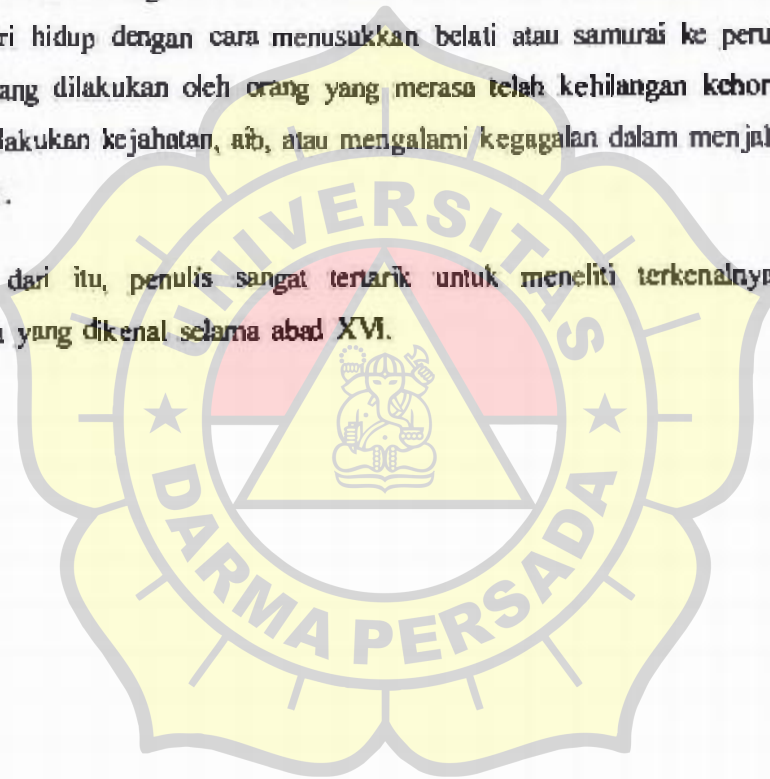 ri hidup dengan cara menusukkan belati atau samurai ke peru
ang dilakukan oleh orang yang merasa telah kehilangan kehor
lakukan kejahatan, aib, atau mengalami kegagalan dalam menjal
.
dari itu, penulis sangat tertarik untuk meneliti terkenalny
yang dikenal selama abad XVI.
UNIVERSITAS
DARMA PERSADA